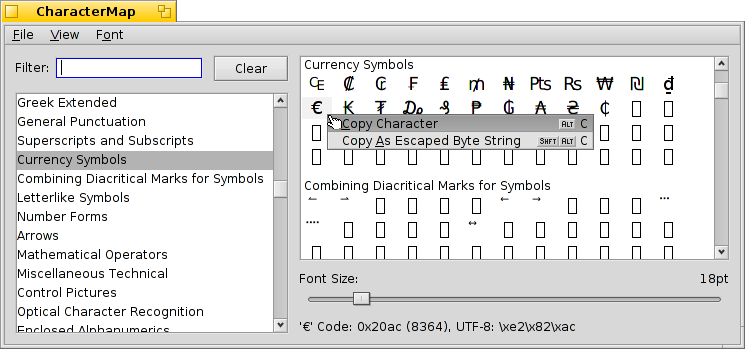 CharacterMap
File View Font
Filter: Clear
Greek Extended
General Punctuation
Superscripts and Subscripts
Currency Symbols
Combining Diacritical Marks for Symbols
Letterlike Symbols
Number Forms
Arrows
Mathematical Operators
Miscellaneous Technical
Control Pictures
Optical Character Recognition
Enclosed Alphanumerics
Currency Symbols
₠ ₡ ₢ ₣ ₤ ₥ ₦ ₧ ₨ ₩ ₪ ₫
€ ₭ ₮ ₯ ₰ ₱ ₲ ₳ ₴ ₵
Copy Character ALT C
Copy As Escaped Byte String SHFT ALT C
Combining Diacritical Marks for Symbols
Font Size: 18pt
'€' Code: 0x20ac (8364), UTF-8: \xe2\x82\xac